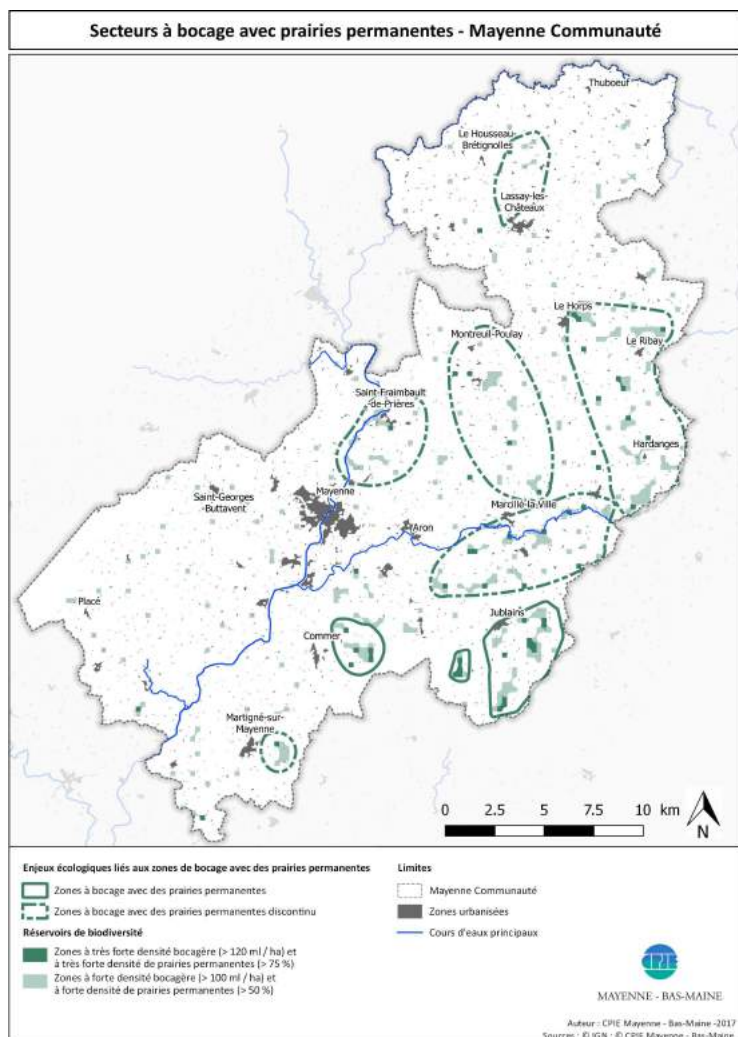 Secteurs à bocage avec prairies permanentes - Mayenne Communauté
Thuboeuf
Le Housseau-
Brétignolles
Lassay-les-
Châteaux
Le Horps
Montreuil-Poulay
Le Ribay
Saint-Fraimbault
-de-Prières
Hardanges
Mayenne
Saint-Georges
-Buttavent
Marcillé-la-Ville
Aron
Placé
Jublains
Commer
Martigné-sur-
Mayenne
0 2.5 5 7.5 10 km
N
Enjeux écologiques liés aux zones de bocage avec des prairies permanentes
Zones à bocage avec des prairies permanentes
Zones à bocage avec des prairies permanentes discontinu
Réservoirs de biodiversité
Zones à très forte densité bocagère (> 120 ml / ha) et
à très forte densité de prairies permanentes (> 75 %)
Zones à forte densité bocagère (> 100 ml / ha) et
à forte densité de prairies permanentes (> 50 %)
Limites
Mayenne Communauté
Zones urbanisées
Cours d'eaux principaux
CPIE
MAYENNE - BAS-MAINE
Auteur : CPIE Mayenne - Bas-Maine -2017
Sources : © IGN ; © CPIE Mayenne - Bas-Maine